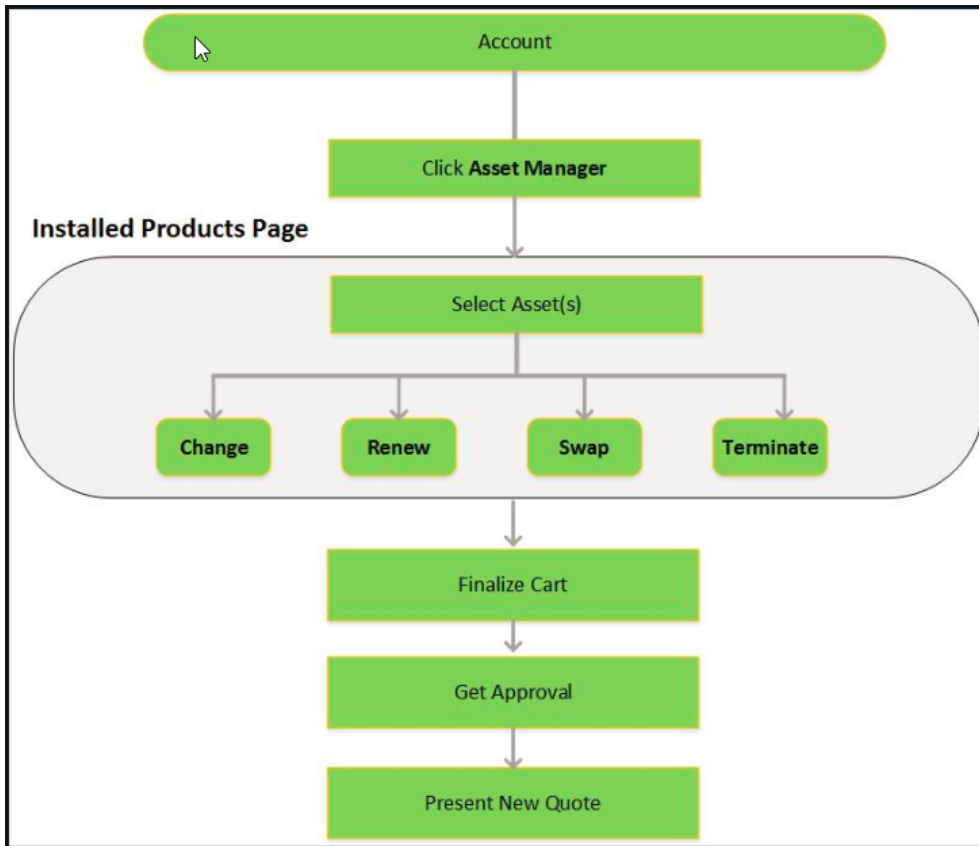 Account
Click Asset Manager
Installed Products Page
Select Asset(s)
Change
Renew
Swap
Terminate
Finalize Cart
Get Approval
Present New Quote